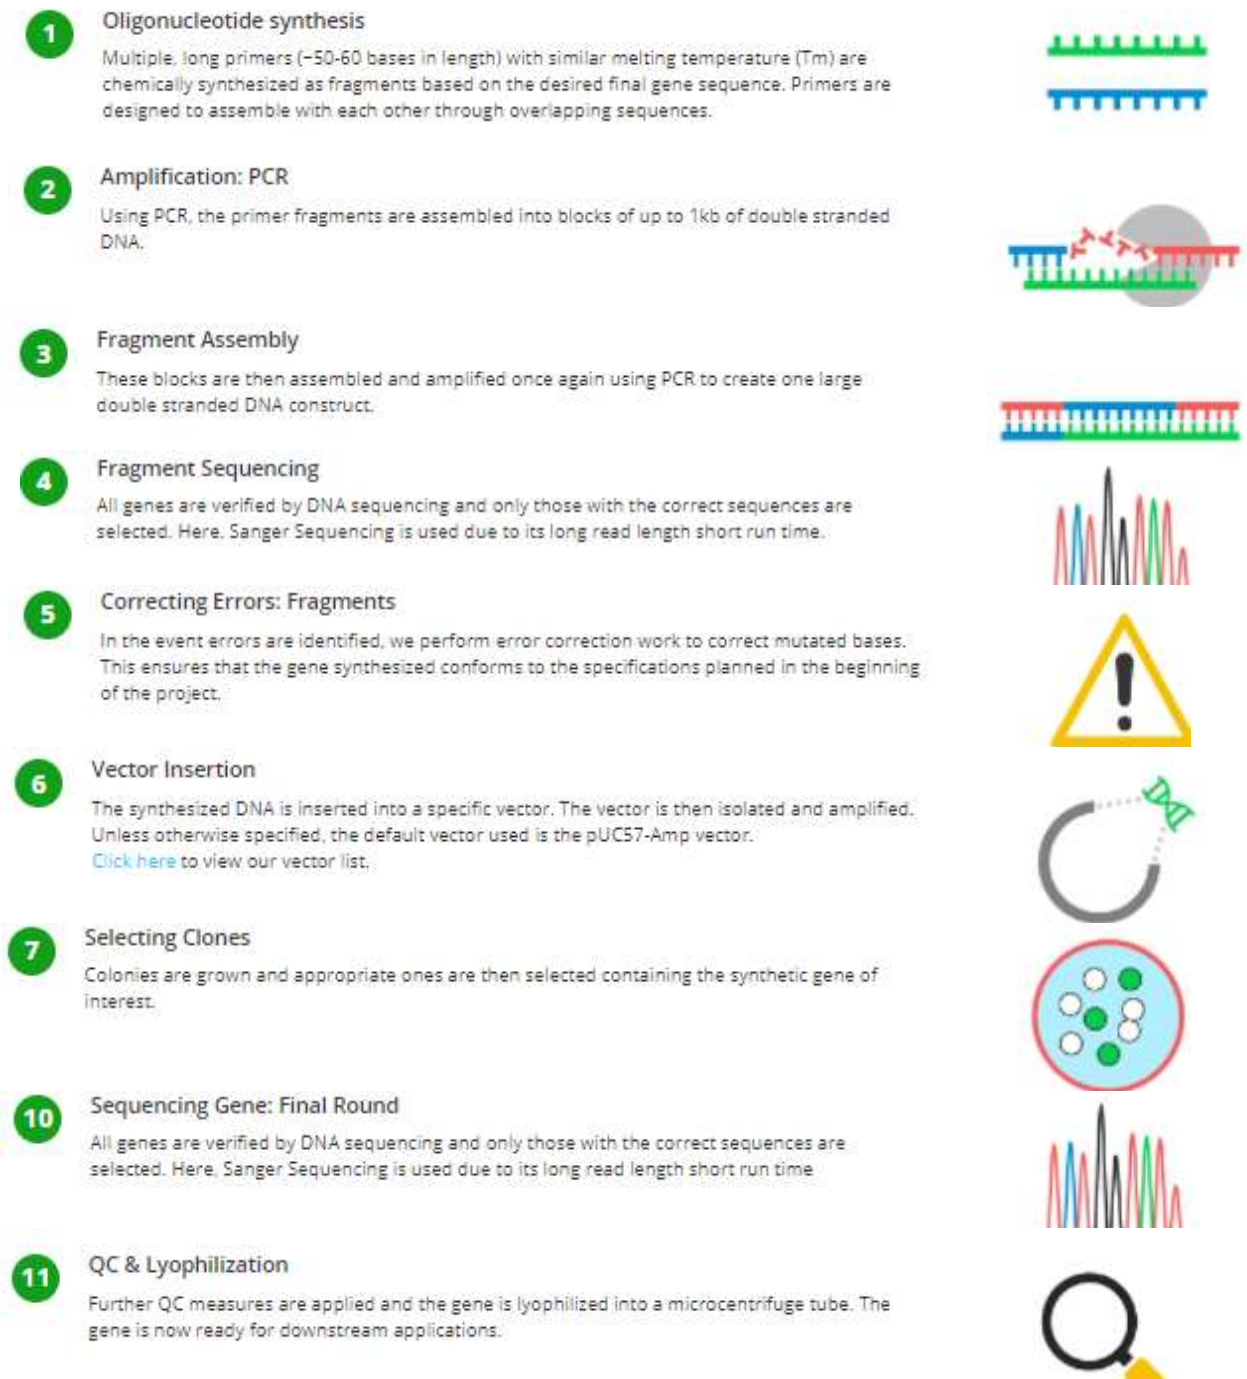 1
Oligonucleotide synthesis
Multiple, long primers (~50-60 bases in length) with similar melting temperature (Tm) are
chemically synthesized as fragments based on the desired final gene sequence. Primers are
designed to assemble with each other through overlapping sequences.
2
Amplification: PCR
Using PCR, the primer fragments are assembled into blocks of up to 1kb of double stranded
DNA.
3
Fragment Assembly
These blocks are then assembled and amplified once again using PCR to create one large
double stranded DNA construct.
4
Fragment Sequencing
All genes are verified by DNA sequencing and only those with the correct sequences are
selected. Here, Sanger Sequencing is used due to its long read length short run time.
5
Correcting Errors: Fragments
In the event errors are identified, we perform error correction work to correct mutated bases.
This ensures that the gene synthesized conforms to the specifications planned in the beginning
of the project.
6
Vector Insertion
The synthesized DNA is inserted into a specific vector. The vector is then isolated and amplified.
Unless otherwise specified, the default vector used is the pUC57-Amp vector.
Click here to view our vector list.
7
Selecting Clones
Colonies are grown and appropriate ones are then selected containing the synthetic gene of
interest.
10
Sequencing Gene: Final Round
All genes are verified by DNA sequencing and only those with the correct sequences are
selected. Here, Sanger Sequencing is used due to its long read length short run time
11
QC & Lyophilization
Further QC measures are applied and the gene is lyophilized into a microcentrifuge tube. The
gene is now ready for downstream applications.